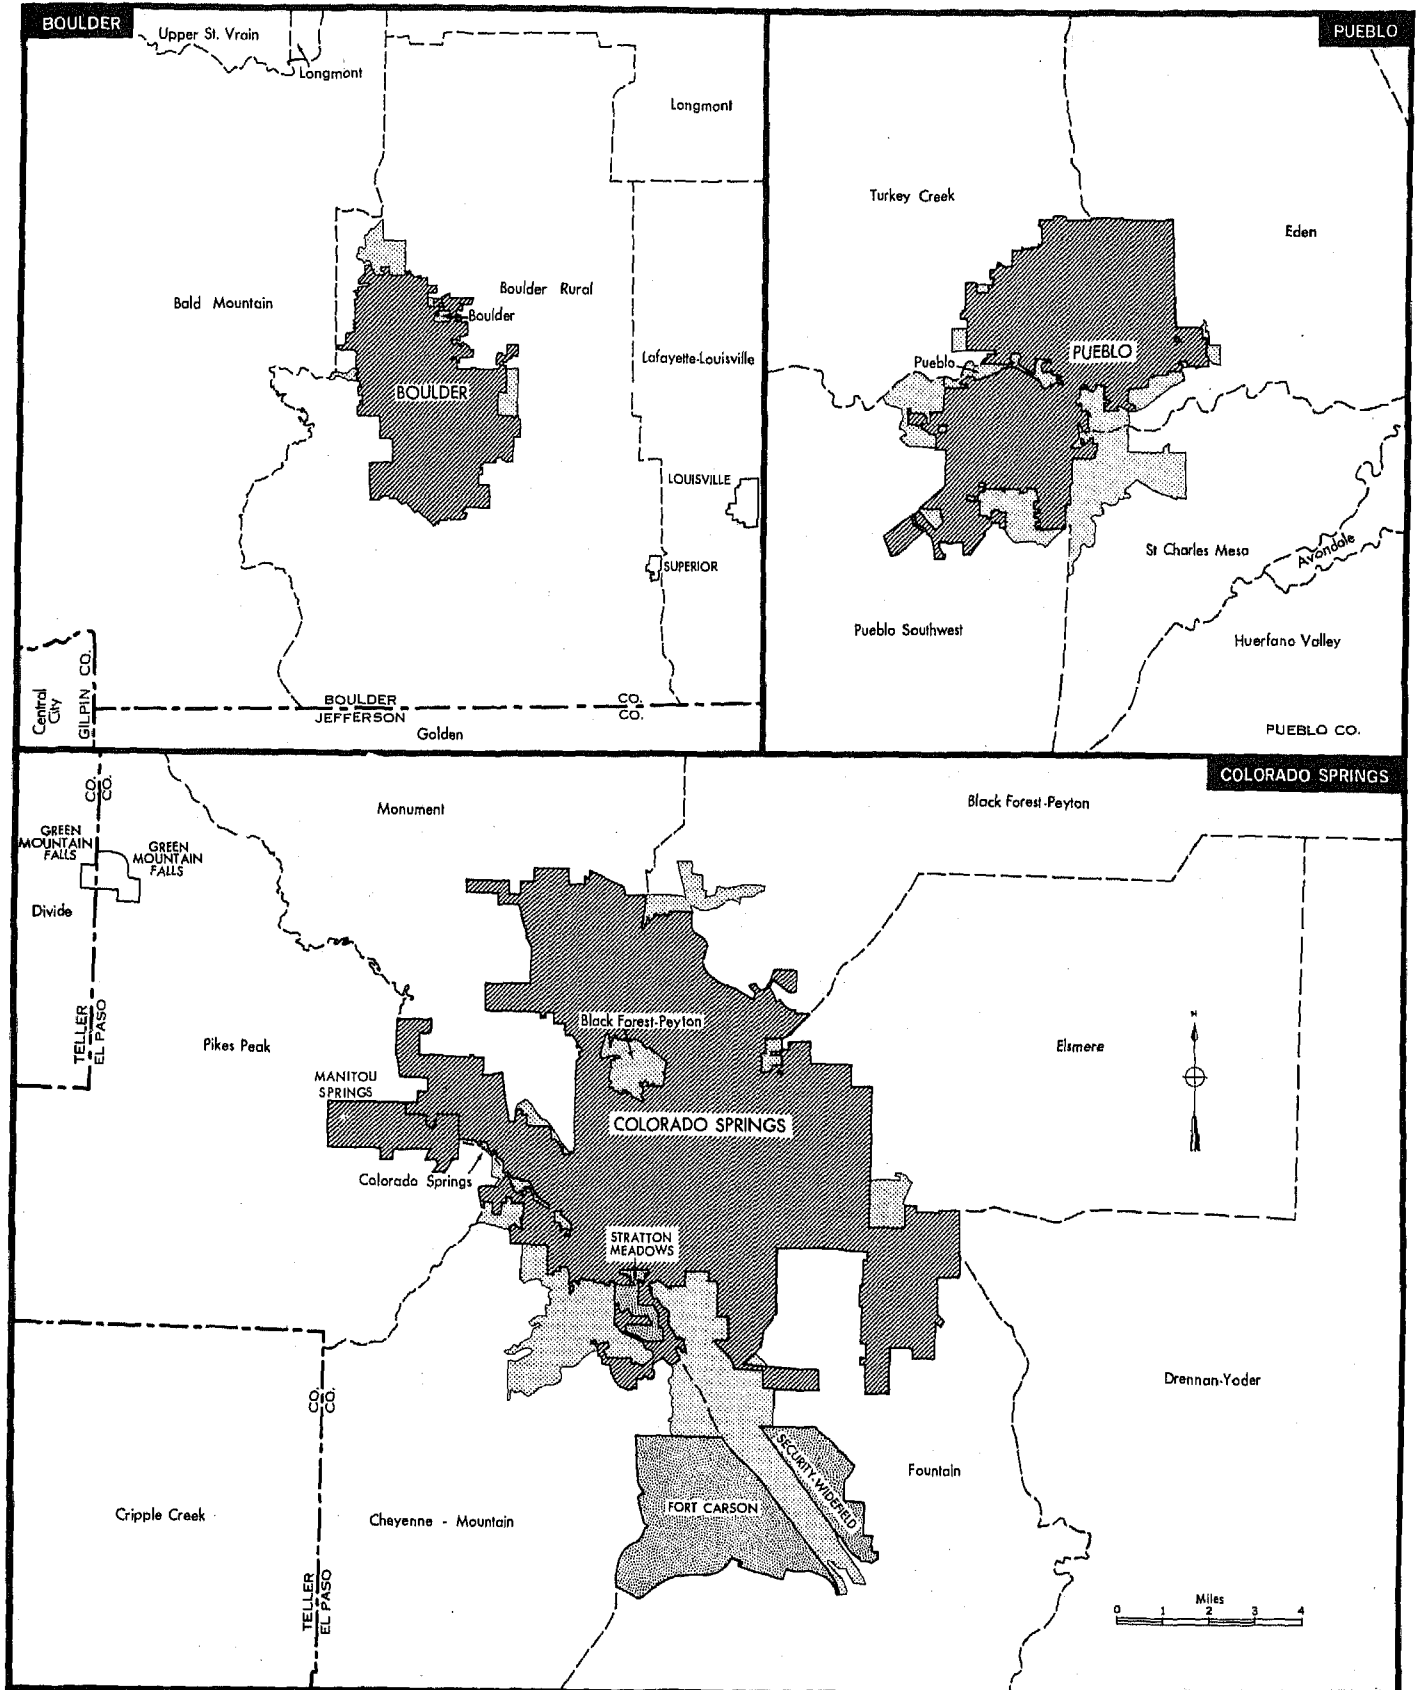 BOULDER
Upper St. Vrain
Longmont
Longmont
Bald Mountain
Boulder Rural
Boulder
Lafayette-Louisville
BOULDER
LOUISVILLE
SUPERIOR
Central
City
GILPIN CO.
BOULDER CO.
JEFFERSON CO.
Golden
PUEBLO
Turkey Creek
Eden
PUEBLO
Pueblo
St Charles Mesa
Avondale
Pueblo Southwest
Huerfano Valley
PUEBLO CO.
COLORADO SPRINGS
CO.
CO.
Monument
Black Forest-Peyton
GREEN
MOUNTAIN
FALLS
GREEN
MOUNTAIN
FALLS
Divide
TELLER
EL PASO
Pikes Peak
Black Forest-Peyton
Elsmere
N
MANITOU
SPRINGS
COLORADO SPRINGS
Colorado Springs
STRATTON
MEADOWS
CO.
CO.
Drennan-Yoder
SECURITY-WIDEFIELD
Fountain
FORT CARSON
Cripple Creek
Cheyenne - Mountain
TELLER
EL PASO
Miles
0 1 2 3 4